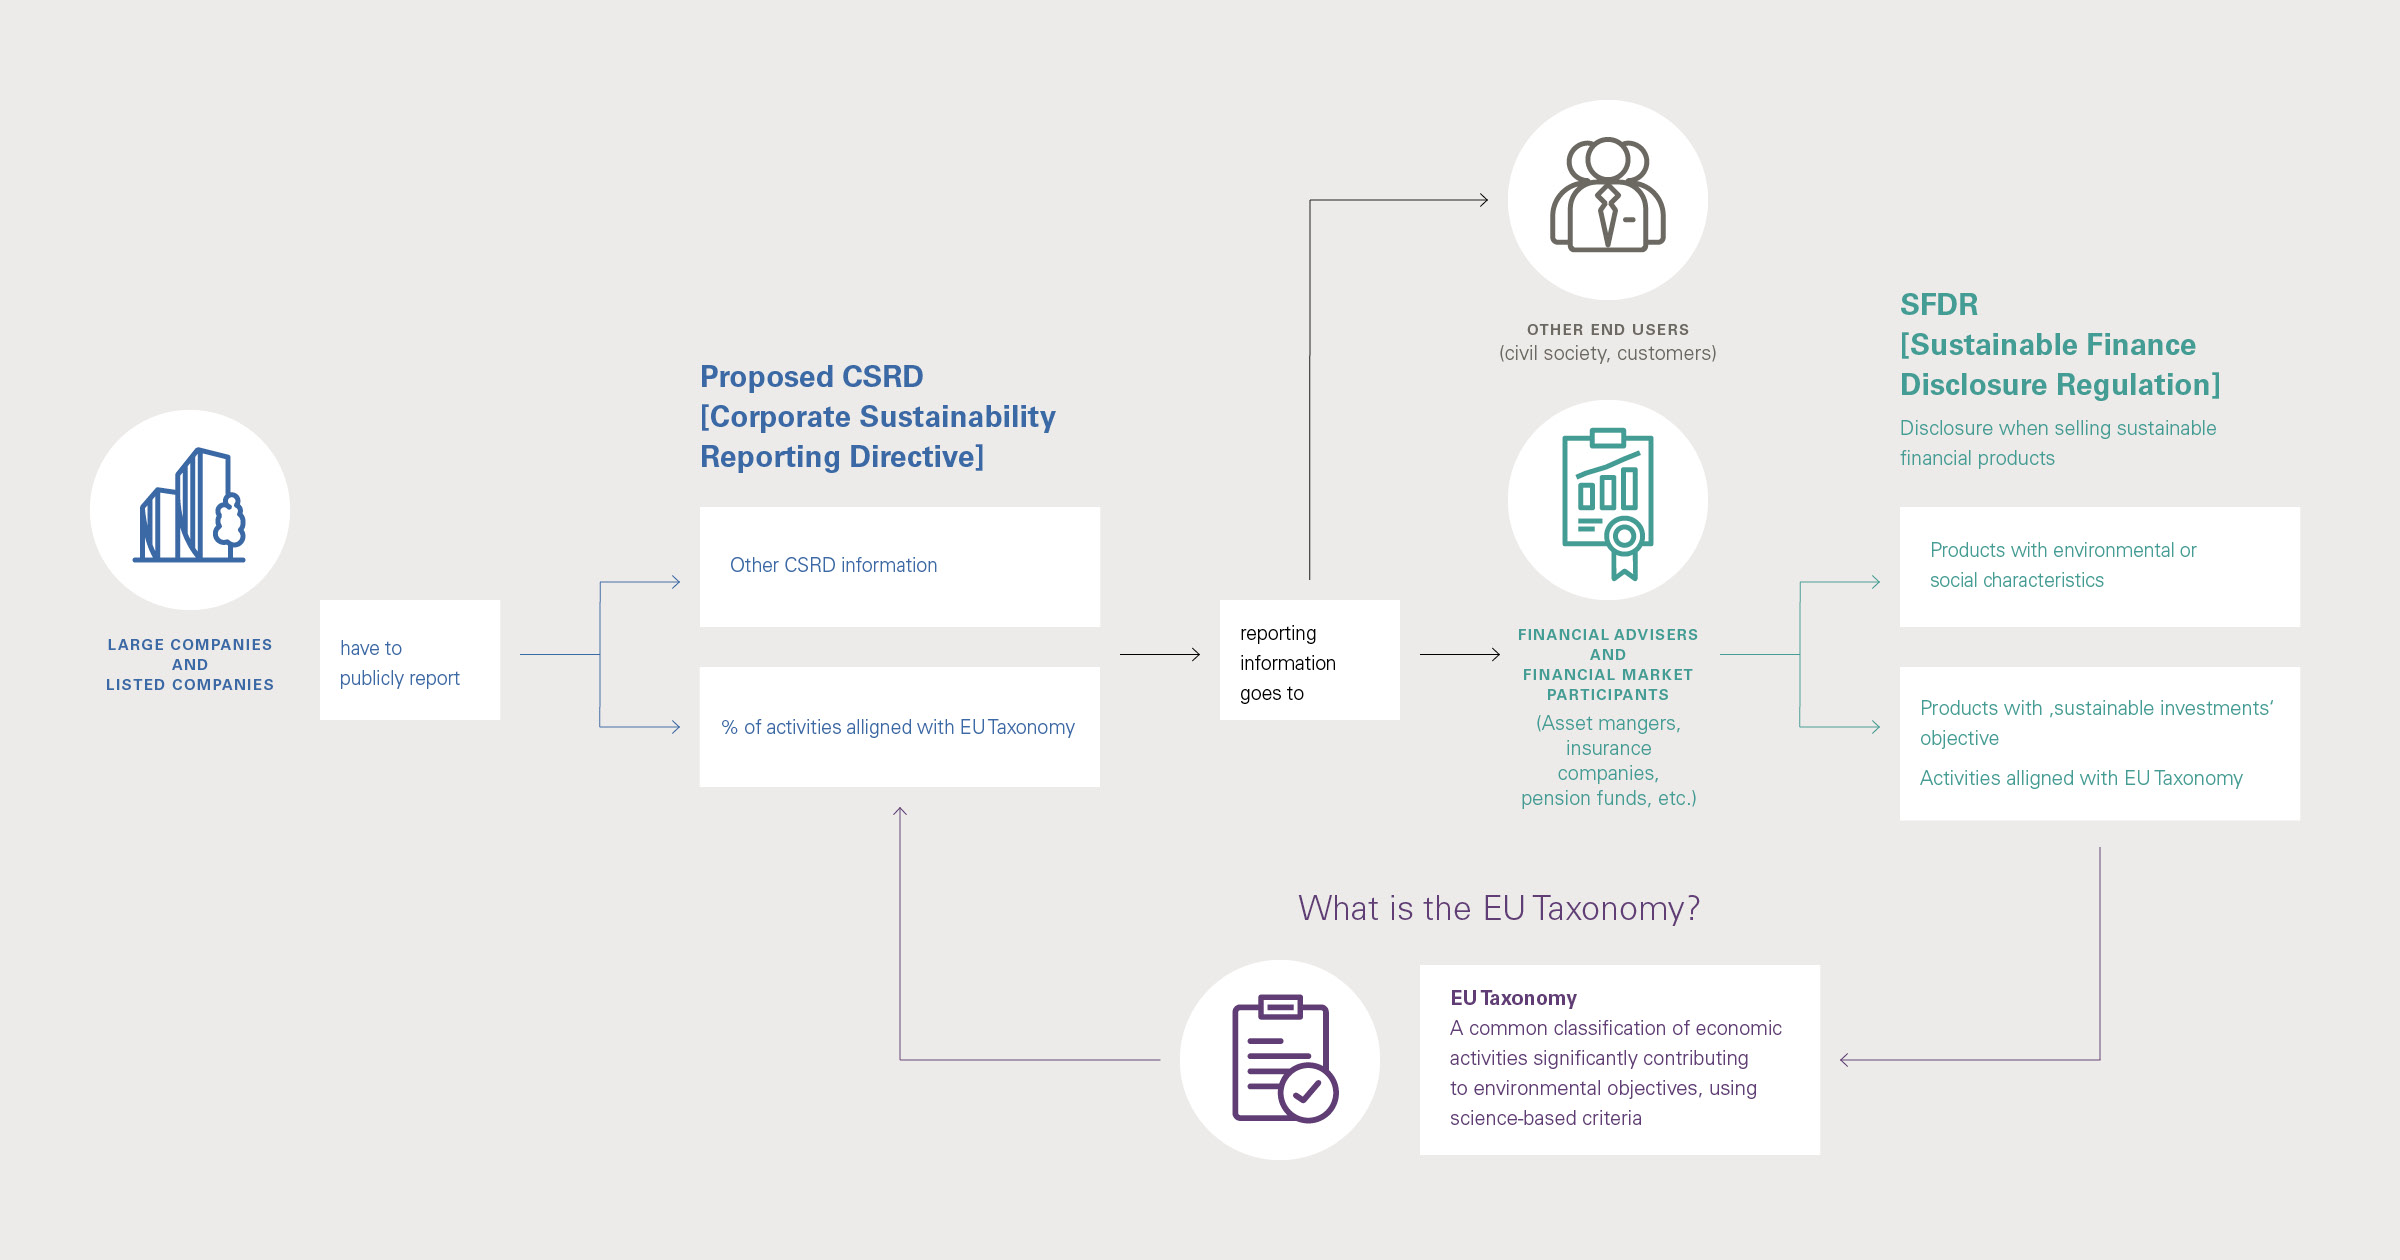 LARGE COMPANIES
AND
LISTED COMPANIES
have to
publicly report
Proposed CSRD
[Corporate Sustainability
Reporting Directive]
Other CSRD information
% of activities alligned with EU Taxonomy
reporting
information
goes to
OTHER END USERS
(civil society, customers)
FINANCIAL ADVISERS
AND
FINANCIAL MARKET
PARTICIPANTS
(Asset mangers,
insurance
companies,
pension funds, etc.)
SFDR
[Sustainable Finance
Disclosure Regulation]
Disclosure when selling sustainable
financial products
Products with environmental or
social characteristics
Products with ‚sustainable investments‘
objective
Activities alligned with EU Taxonomy
What is the EU Taxonomy?
EU Taxonomy
A common classification of economic
activities significantly contributing
to environmental objectives, using
science-based criteria